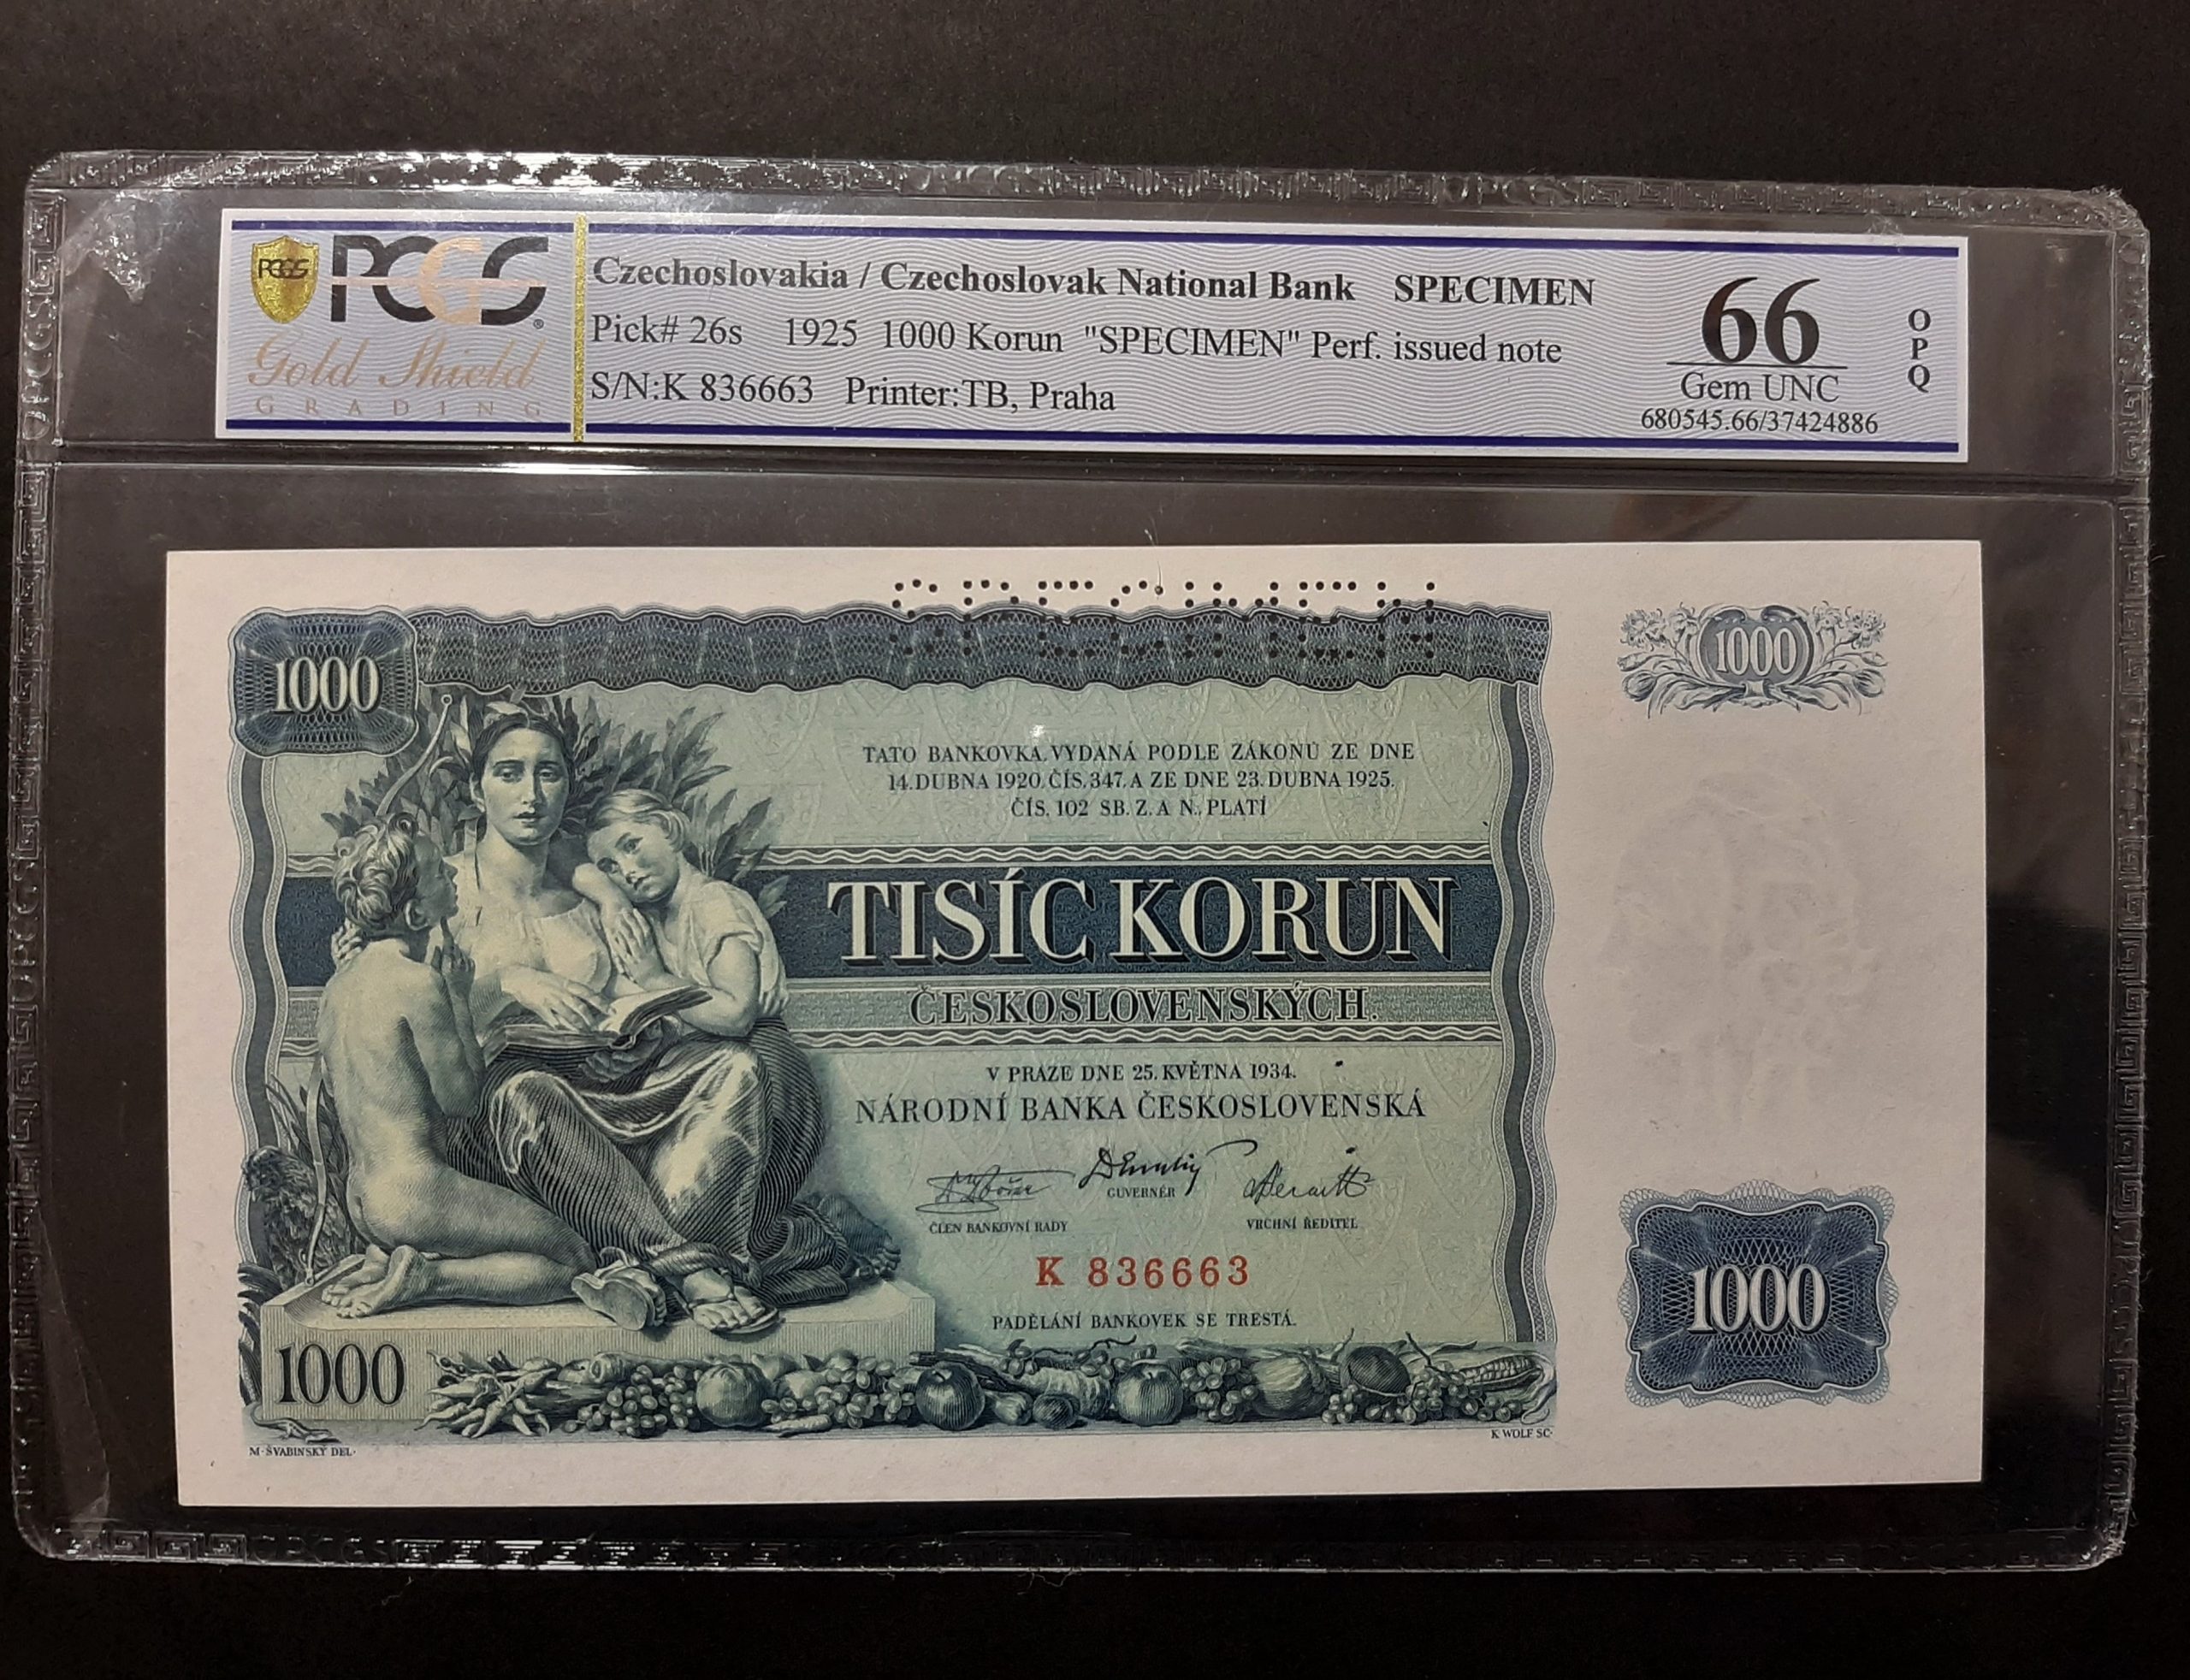 PCGS
PCGS
Gold Shield
GRADING
Czechoslovakia / Czechoslovak National Bank SPECIMEN
Pick# 26s 1925 1000 Korun "SPECIMEN" Perf. issued note
S/N:K 836663 Printer:TB, Praha
66
Gem UNC
680545.66/37424886
OPQ
SPECIMEN
1000
1000
TATO BANKOVKA VYDANÁ PODLE ZÁKONŮ ZE DNE
14. DUBNA 1920. ČÍS. 347. A ZE DNE 23. DUBNA 1925.
ČÍS. 102 SB. Z. A N. PLATÍ
TISÍC KORUN
ČESKOSLOVENSKÝCH.
V PRAZE DNE 25. KVĚTNA 1934.
NÁRODNÍ BANKA ČESKOSLOVENSKÁ
GUVERNÉR
ČLEN BANKOVNÍ RADY VRCHNÍ ŘEDITEL
K 836663
PADĚLÁNÍ BANKOVEK SE TRESTÁ.
1000
1000
M·ŠVABINSKÝ DEL·
K WOLF SC·